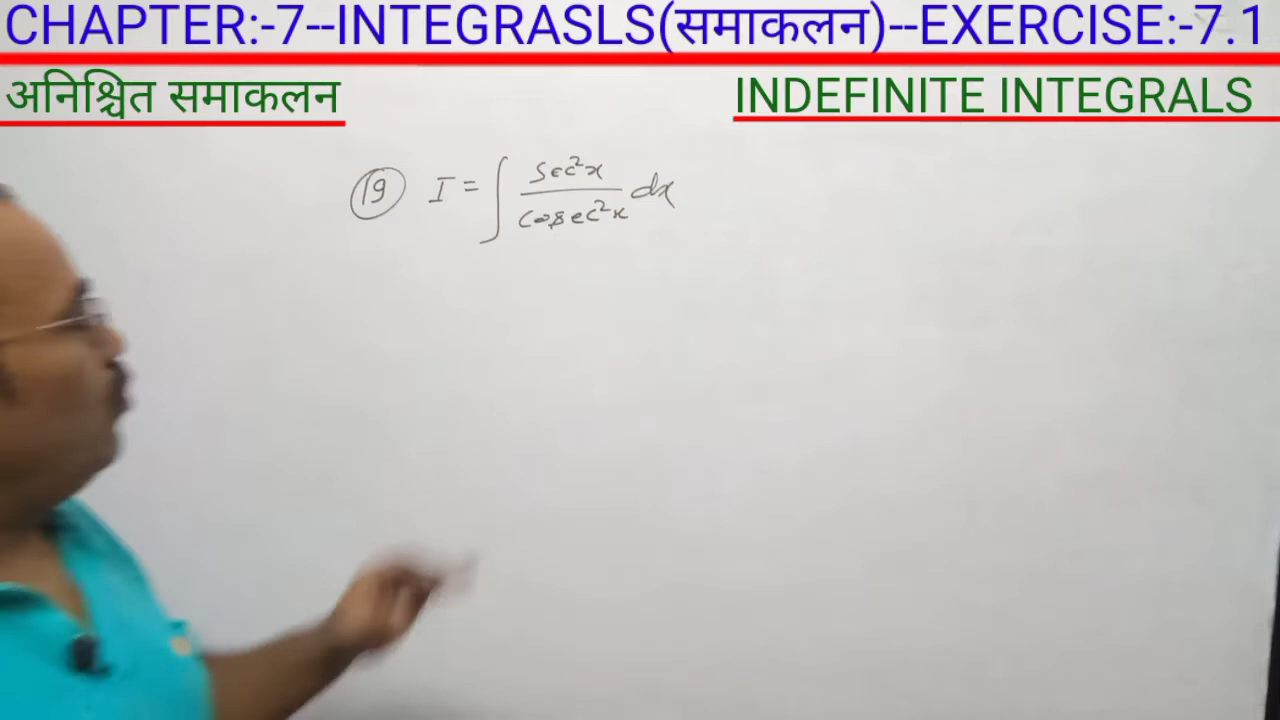 CHAPTER:-7--INTEGRASLS(समाकलन)--EXERCISE:-7.1
अनिश्चित समाकलन
INDEFINITE INTEGRALS
19 I = ∫ sec²x / cosec²x dx